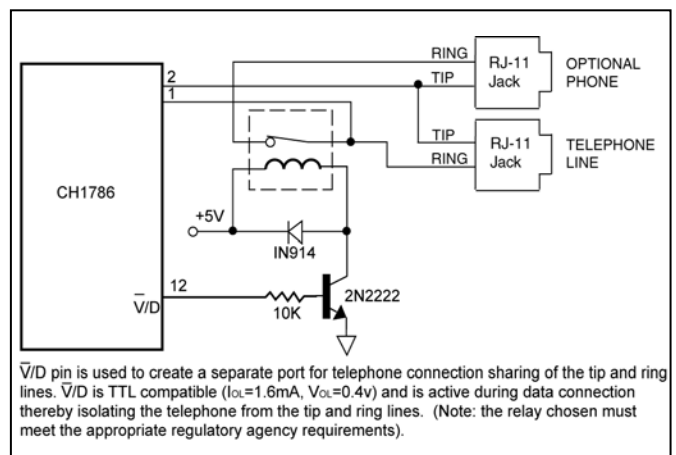 RING
TIP
RJ-11
Jack
OPTIONAL
PHONE
2
1
TIP
RING
RJ-11
Jack
TELEPHONE
LINE
CH1786
+5V
IN914
12
V̅/D
10K
2N2222
V̅/D pin is used to create a separate port for telephone connection sharing of the tip and ring
lines. V̅/D is TTL compatible (IOL=1.6mA, VOL=0.4v) and is active during data connection
thereby isolating the telephone from the tip and ring lines. (Note: the relay chosen must
meet the appropriate regulatory agency requirements).